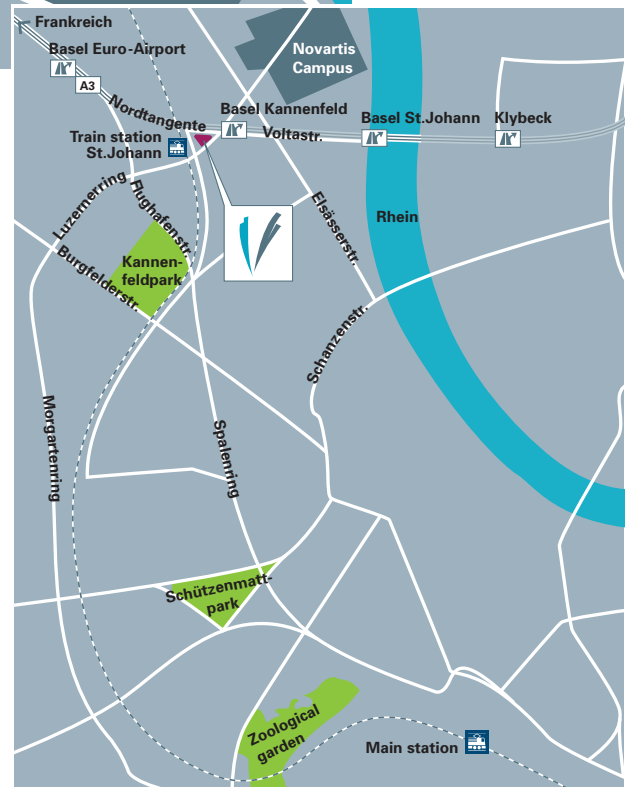 Frankreich
Basel Euro-Airport
A3
Novartis
Campus
Nordtangente
Basel Kannenfeld
Voltastr.
Basel St.Johann
Klybeck
Train station
St.Johann
Luzernerring
Flughafenstr.
Elsässerstr.
Rhein
Kannen-
feldpark
Burgfelderstr.
Schanzenstr.
Morgartenring
Spalenring
Schützenmatt-
park
Zoological
garden
Main station